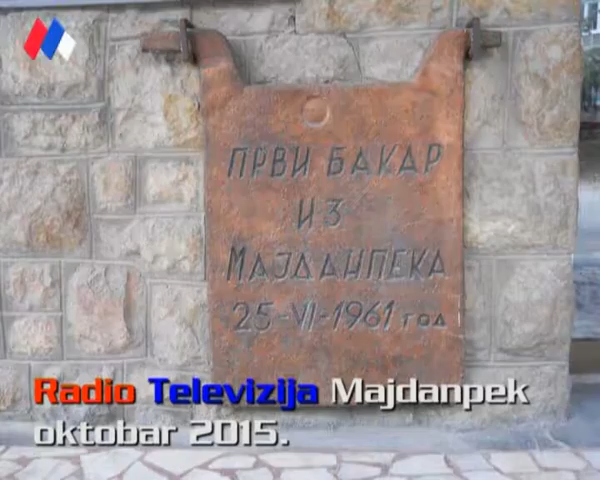 ПРВИ БАКАР
ИЗ
МАЈДАНПЕКА
25-VI-1961 год
Radio Televizija Majdanpek
oktobar 2015.